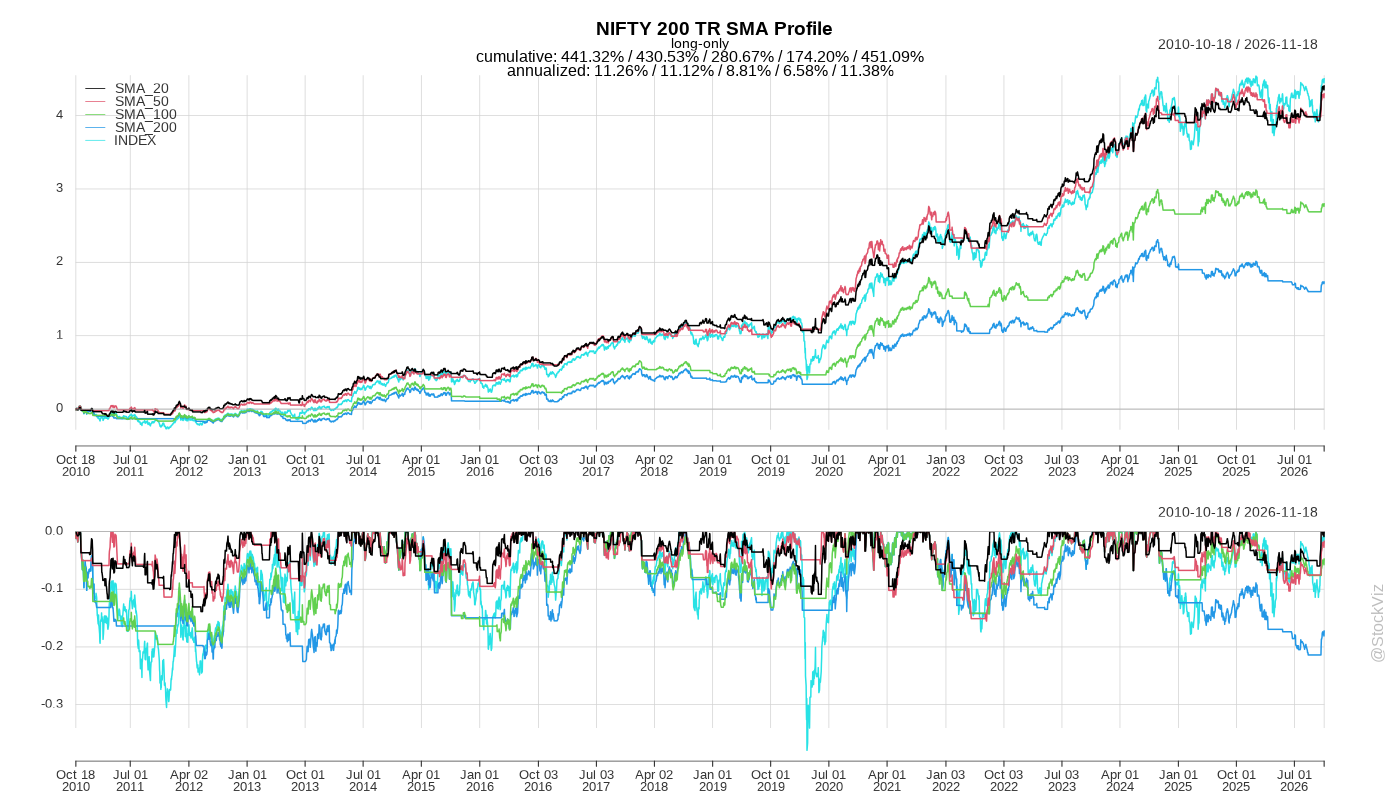 NIFTY 200 TR SMA Profile
long-only
2010-10-18 / 2026-11-18
cumulative: 441.32% / 430.53% / 280.67% / 174.20% / 451.09%
annualized: 11.26% / 11.12% / 8.81% / 6.58% / 11.38%
SMA_20
SMA_50
SMA_100
SMA_200
INDEX
4
3
2
1
0
Oct 18 Jul 01 Apr 02 Jan 01 Oct 01 Jul 01 Apr 01 Jan 01 Oct 03 Jul 03 Apr 02 Jan 01 Oct 01 Jul 01 Apr 01 Jan 03 Oct 03 Jul 03 Apr 01 Jan 01 Oct 01 Jul 01
2010 2011 2012 2013 2013 2014 2015 2016 2016 2017 2018 2019 2019 2020 2021 2022 2022 2023 2024 2025 2025 2026
2010-10-18 / 2026-11-18
0.0
-0.1
-0.2
-0.3
Oct 18 Jul 01 Apr 02 Jan 01 Oct 01 Jul 01 Apr 01 Jan 01 Oct 03 Jul 03 Apr 02 Jan 01 Oct 01 Jul 01 Apr 01 Jan 03 Oct 03 Jul 03 Apr 01 Jan 01 Oct 01 Jul 01
2010 2011 2012 2013 2013 2014 2015 2016 2016 2017 2018 2019 2019 2020 2021 2022 2022 2023 2024 2025 2025 2026
@StockViz